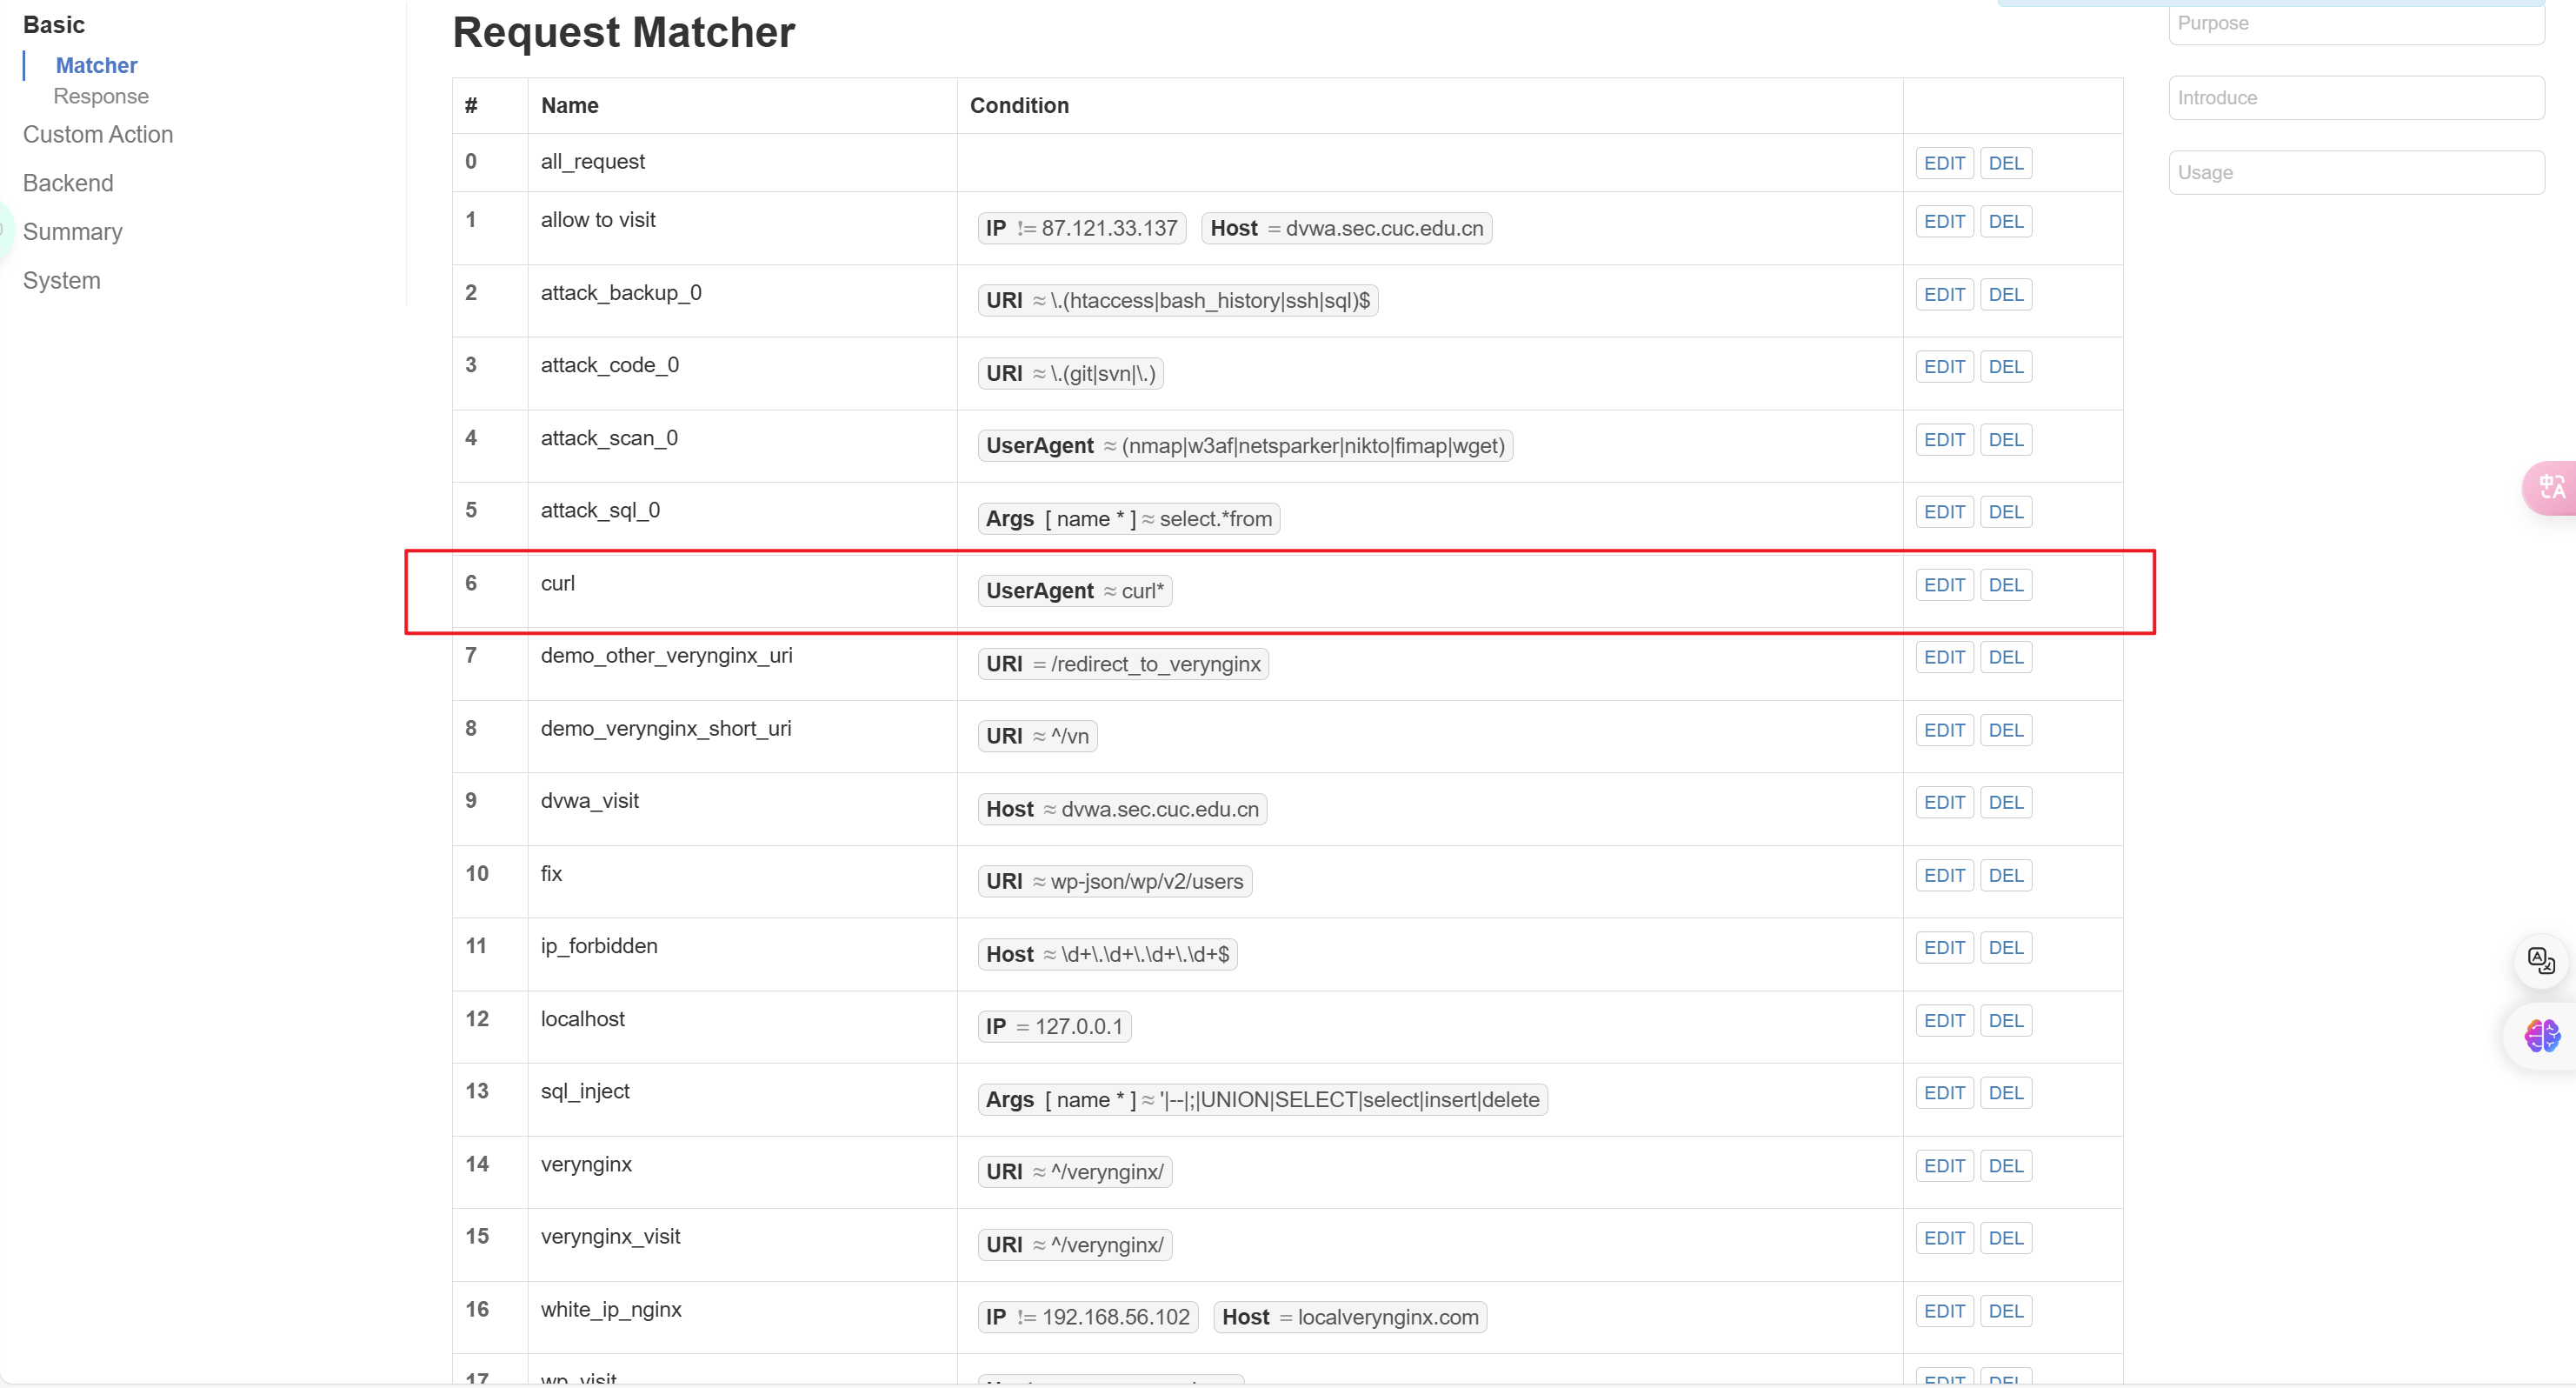 Basic
Matcher
Response
Custom Action
Backend
Summary
System
Request Matcher
# Name Condition
0 all_request EDIT DEL
1 allow to visit IP != 87.121.33.137 Host = dvwa.sec.cuc.edu.cn EDIT DEL
2 attack_backup_0 URI ≈ \.(htaccess|bash_history|ssh|sql)$ EDIT DEL
3 attack_code_0 URI ≈ \.(git|svn|\.) EDIT DEL
4 attack_scan_0 UserAgent ≈ (nmap|w3af|netsparker|nikto|fimap|wget) EDIT DEL
5 attack_sql_0 Args [ name * ] ≈ select.*from EDIT DEL
6 curl UserAgent ≈ curl* EDIT DEL
7 demo_other_verynginx_uri URI = /redirect_to_verynginx EDIT DEL
8 demo_verynginx_short_uri URI ≈ ^/vn EDIT DEL
9 dvwa_visit Host ≈ dvwa.sec.cuc.edu.cn EDIT DEL
10 fix URI ≈ wp-json/wp/v2/users EDIT DEL
11 ip_forbidden Host ≈ \d+\.\d+\.\d+\.\d+$ EDIT DEL
12 localhost IP = 127.0.0.1 EDIT DEL
13 sql_inject Args [ name * ] ≈ '|--|;|UNION|SELECT|select|insert|delete EDIT DEL
14 verynginx URI ≈ ^/verynginx/ EDIT DEL
15 verynginx_visit URI ≈ ^/verynginx/ EDIT DEL
16 white_ip_nginx IP != 192.168.56.102 Host = localverynginx.com EDIT DEL
17 wp_visit EDIT DEL
Purpose
Introduce
Usage